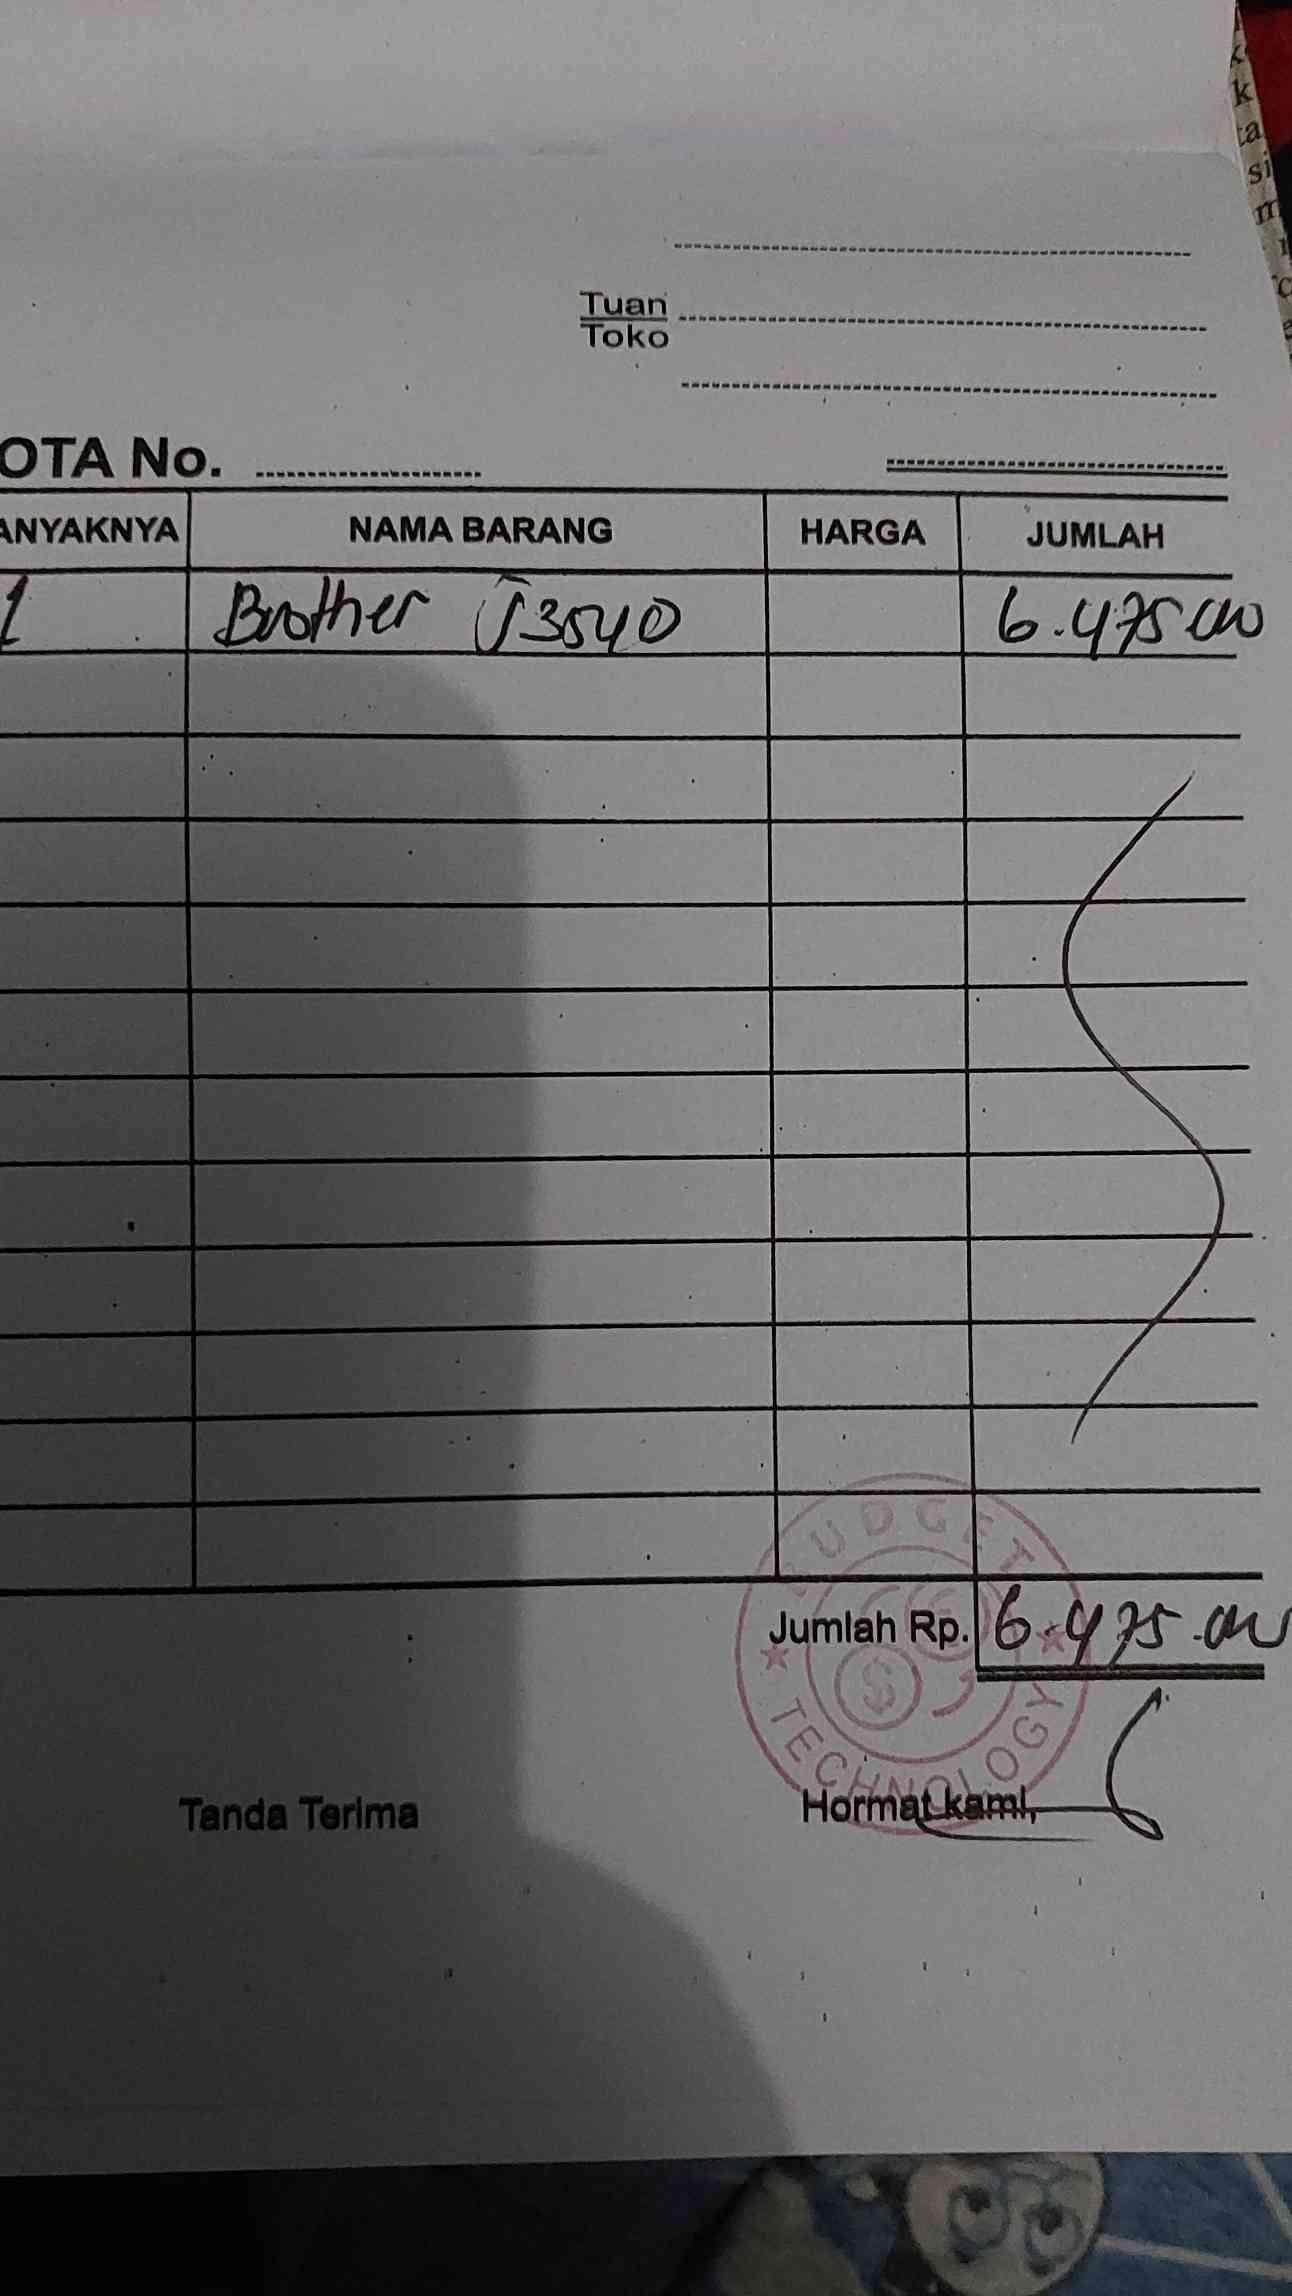 Tuan
Toko
OTA No.
ANYAKNYA NAMA BARANG HARGA JUMLAH
1 Brother J3540 6.475.000
BUDGET
Jumlah Rp. 6.475.000
TECHNOLOGY
Tanda Terima Hormat kami,